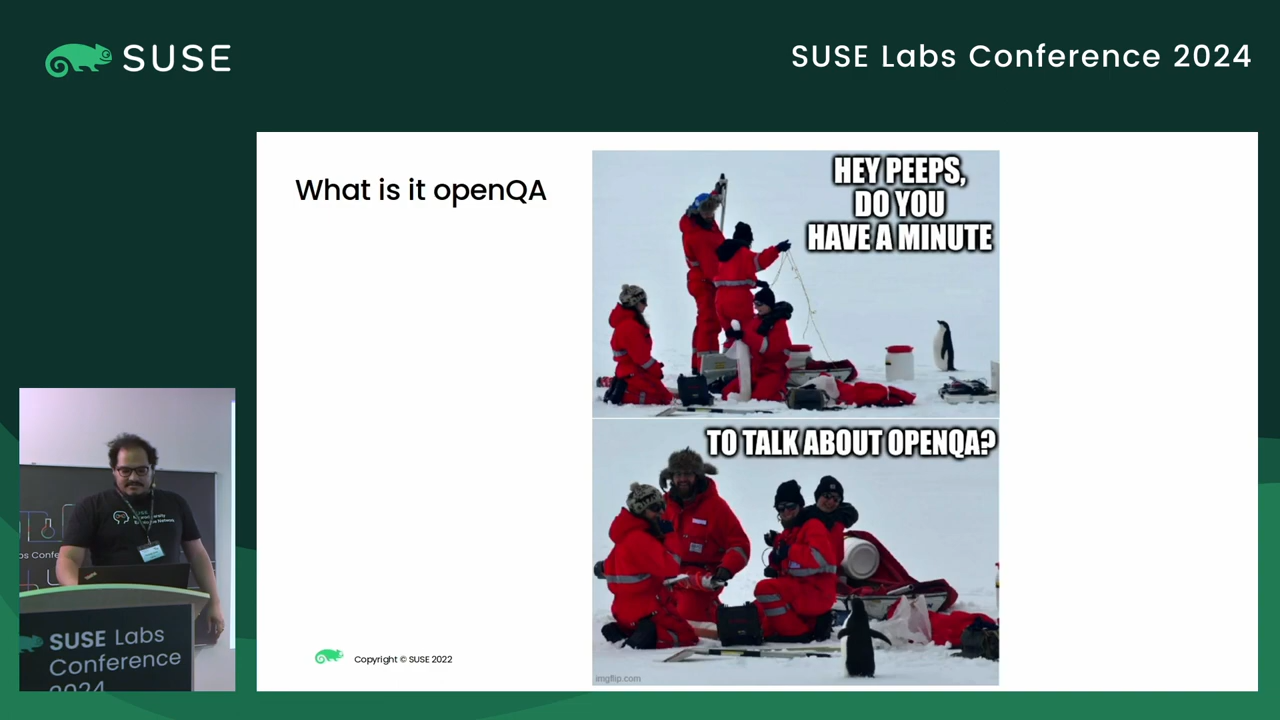 SUSE
SUSE Labs Conference 2024
What is it openQA
HEY PEEPS,
DO YOU
HAVE A MINUTE
TO TALK ABOUT OPENQA?
imgflip.com
Copyright © SUSE 2022
SUSE Labs
Conference
2024